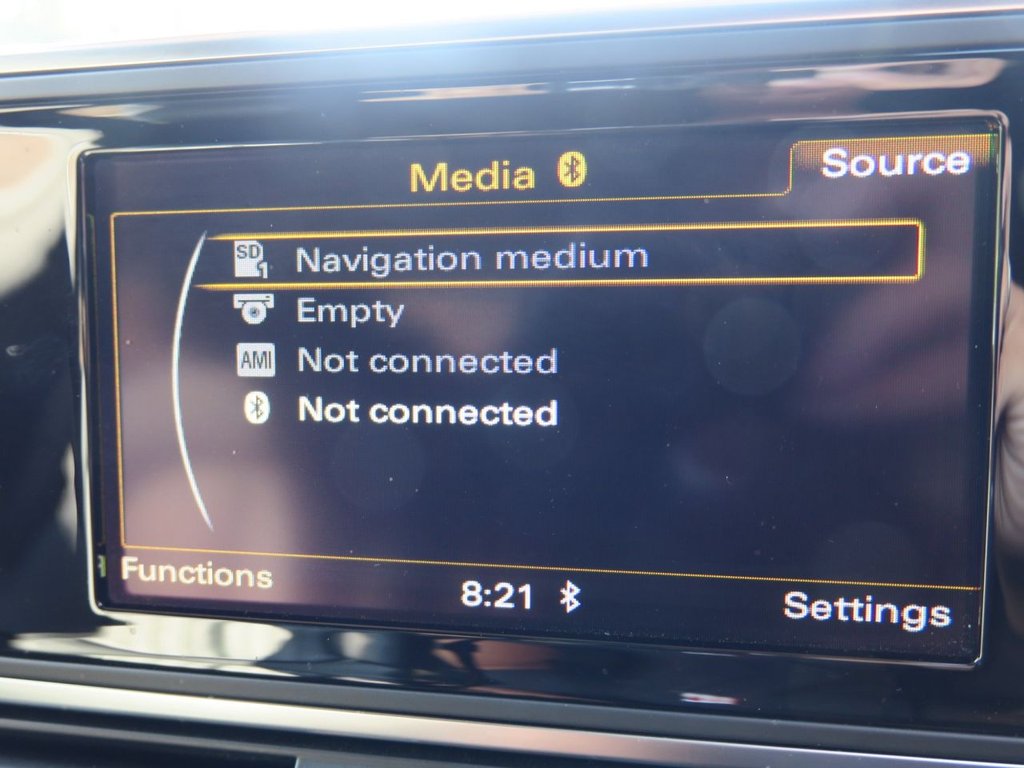 Media
Source
SD
1
Navigation medium
Empty
AMI
Not connected
Not connected
Functions
8:21
Settings